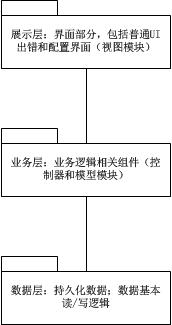 展示层：界面部分，包括普通UI
出错和配置界面（视图模块）
业务层：业务逻辑相关组件（控
制器和模型模块）
数据层：持久化数据；数据基本
读/写逻辑